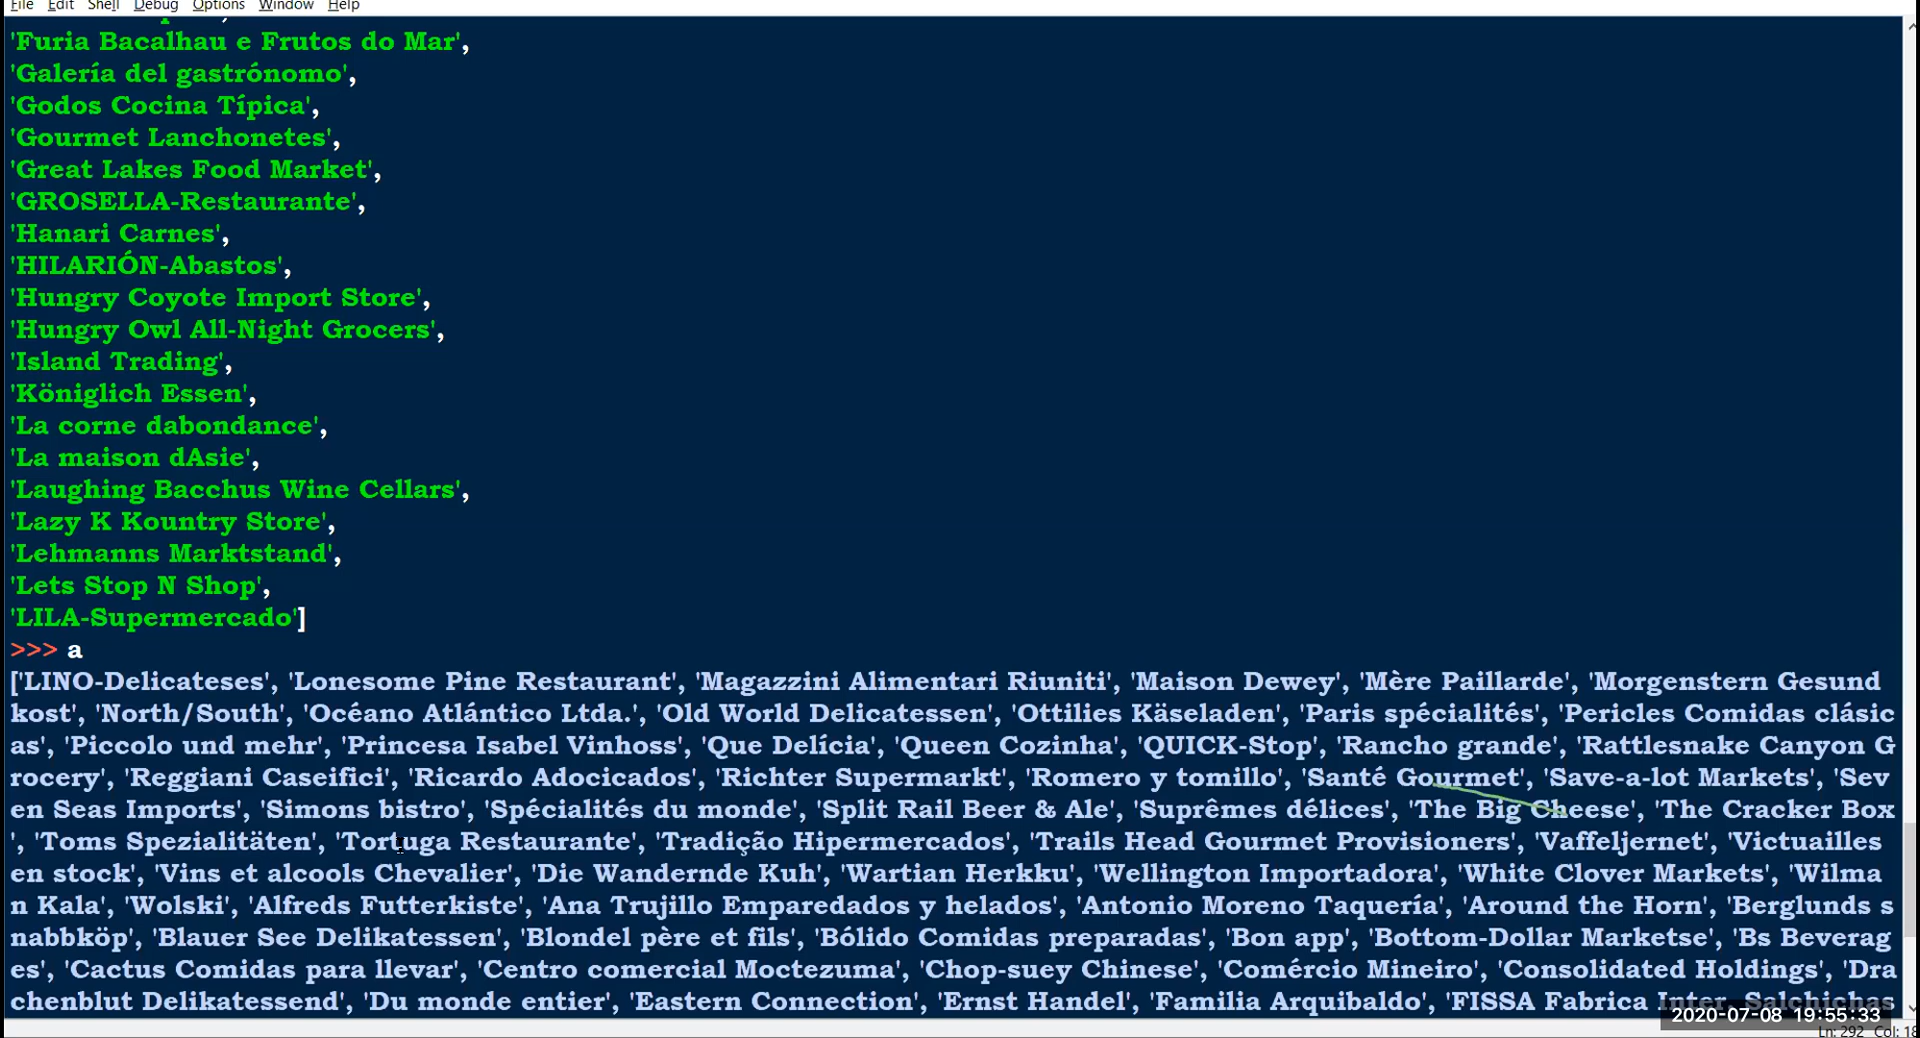 File Edit Shell Debug Options Window Help
'Furia Bacalhau e Frutos do Mar',
'Galería del gastrónomo',
'Godos Cocina Típica',
'Gourmet Lanchonetes',
'Great Lakes Food Market',
'GROSELLA-Restaurante',
'Hanari Carnes',
'HILARIÓN-Abastos',
'Hungry Coyote Import Store',
'Hungry Owl All-Night Grocers',
'Island Trading',
'Königlich Essen',
'La corne dabondance',
'La maison dAsie',
'Laughing Bacchus Wine Cellars',
'Lazy K Kountry Store',
'Lehmanns Marktstand',
'Lets Stop N Shop',
'LILA-Supermercado']
>>> a
['LINO-Delicateses', 'Lonesome Pine Restaurant', 'Magazzini Alimentari Riuniti', 'Maison Dewey', 'Mère Paillarde', 'Morgenstern Gesund
kost', 'North/South', 'Océano Atlántico Ltda.', 'Old World Delicatessen', 'Ottilies Käseladen', 'Paris spécialités', 'Pericles Comidas clásic
as', 'Piccolo und mehr', 'Princesa Isabel Vinhoss', 'Que Delícia', 'Queen Cozinha', 'QUICK-Stop', 'Rancho grande', 'Rattlesnake Canyon G
rocery', 'Reggiani Caseifici', 'Ricardo Adocicados', 'Richter Supermarkt', 'Romero y tomillo', 'Santé Gourmet', 'Save-a-lot Markets', 'Sev
en Seas Imports', 'Simons bistro', 'Spécialités du monde', 'Split Rail Beer & Ale', 'Suprêmes délices', 'The Big Cheese', 'The Cracker Box
', 'Toms Spezialitäten', 'Tortuga Restaurante', 'Tradição Hipermercados', 'Trails Head Gourmet Provisioners', 'Vaffeljernet', 'Victuailles
en stock', 'Vins et alcools Chevalier', 'Die Wandernde Kuh', 'Wartian Herkku', 'Wellington Importadora', 'White Clover Markets', 'Wilma
n Kala', 'Wolski', 'Alfreds Futterkiste', 'Ana Trujillo Emparedados y helados', 'Antonio Moreno Taquería', 'Around the Horn', 'Berglunds s
nabbköp', 'Blauer See Delikatessen', 'Blondel père et fils', 'Bólido Comidas preparadas', 'Bon app', 'Bottom-Dollar Marketse', 'Bs Beverag
es', 'Cactus Comidas para llevar', 'Centro comercial Moctezuma', 'Chop-suey Chinese', 'Comércio Mineiro', 'Consolidated Holdings', 'Dra
chenblut Delikatessend', 'Du monde entier', 'Eastern Connection', 'Ernst Handel', 'Familia Arquibaldo', 'FISSA Fabrica Inter. Salchichas
2020-07-08 19:55:33
Ln: 292 Col: 18